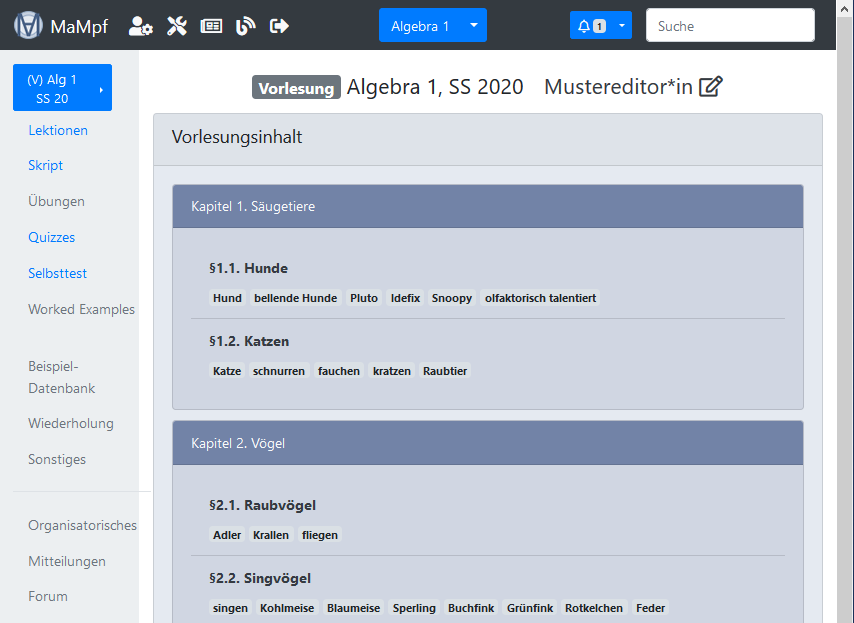 MaMpf
Algebra 1
1
Suche
(V) Alg 1
SS 20
Lektionen
Skript
Übungen
Quizzes
Selbsttest
Worked Examples
Beispiel-
Datenbank
Wiederholung
Sonstiges
Organisatorisches
Mitteilungen
Forum
Vorlesung Algebra 1, SS 2020 Mustereditor*in
Vorlesungsinhalt
Kapitel 1. Säugetiere
§1.1. Hunde
Hund bellende Hunde Pluto Idefix Snoopy olfaktorisch talentiert
§1.2. Katzen
Katze schnurren fauchen kratzen Raubtier
Kapitel 2. Vögel
§2.1. Raubvögel
Adler Krallen fliegen
§2.2. Singvögel
singen Kohlmeise Blaumeise Sperling Buchfink Grünfink Rotkelchen Feder